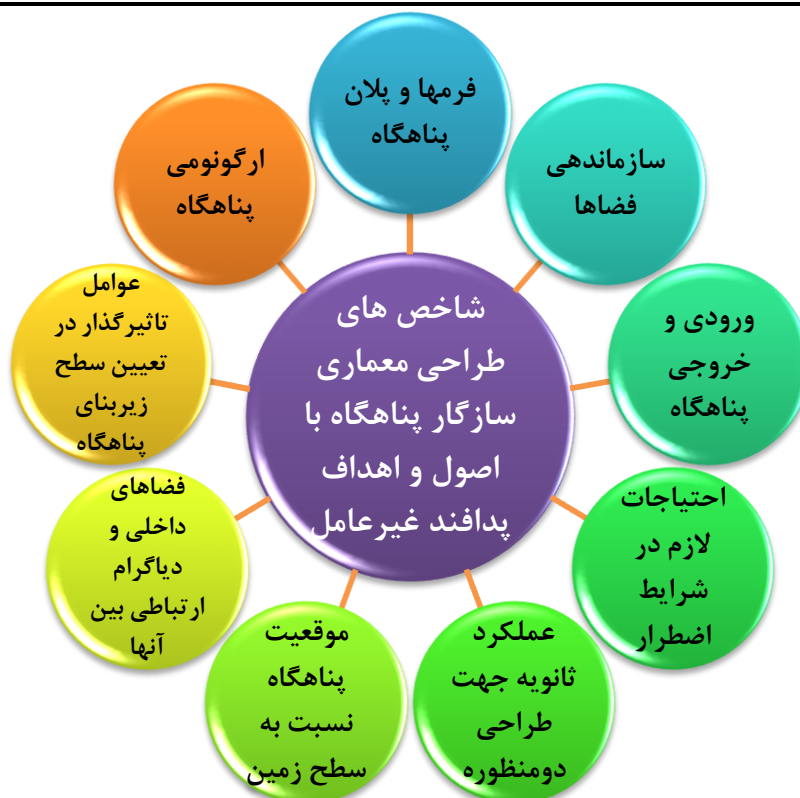 فرمها و پلان
پناهگاه
سازماندهی
فضاها
ورودی و
خروجی
پناهگاه
احتیاجات
لازم در
شرایط
اضطرار
عملکرد
ثانویه جهت
طراحی
دومنظوره
موقعیت
پناهگاه
نسبت به
سطح زمین
فضاهای
داخلی و
دیاگرام
ارتباطی بین
آنها
عوامل
تاثیرگذار در
تعیین سطح
زیربنای
پناهگاه
ارگونومی
پناهگاه
شاخص های
طراحی معماری
سازگار پناهگاه با
اصول و اهداف
پدافند غیرعامل